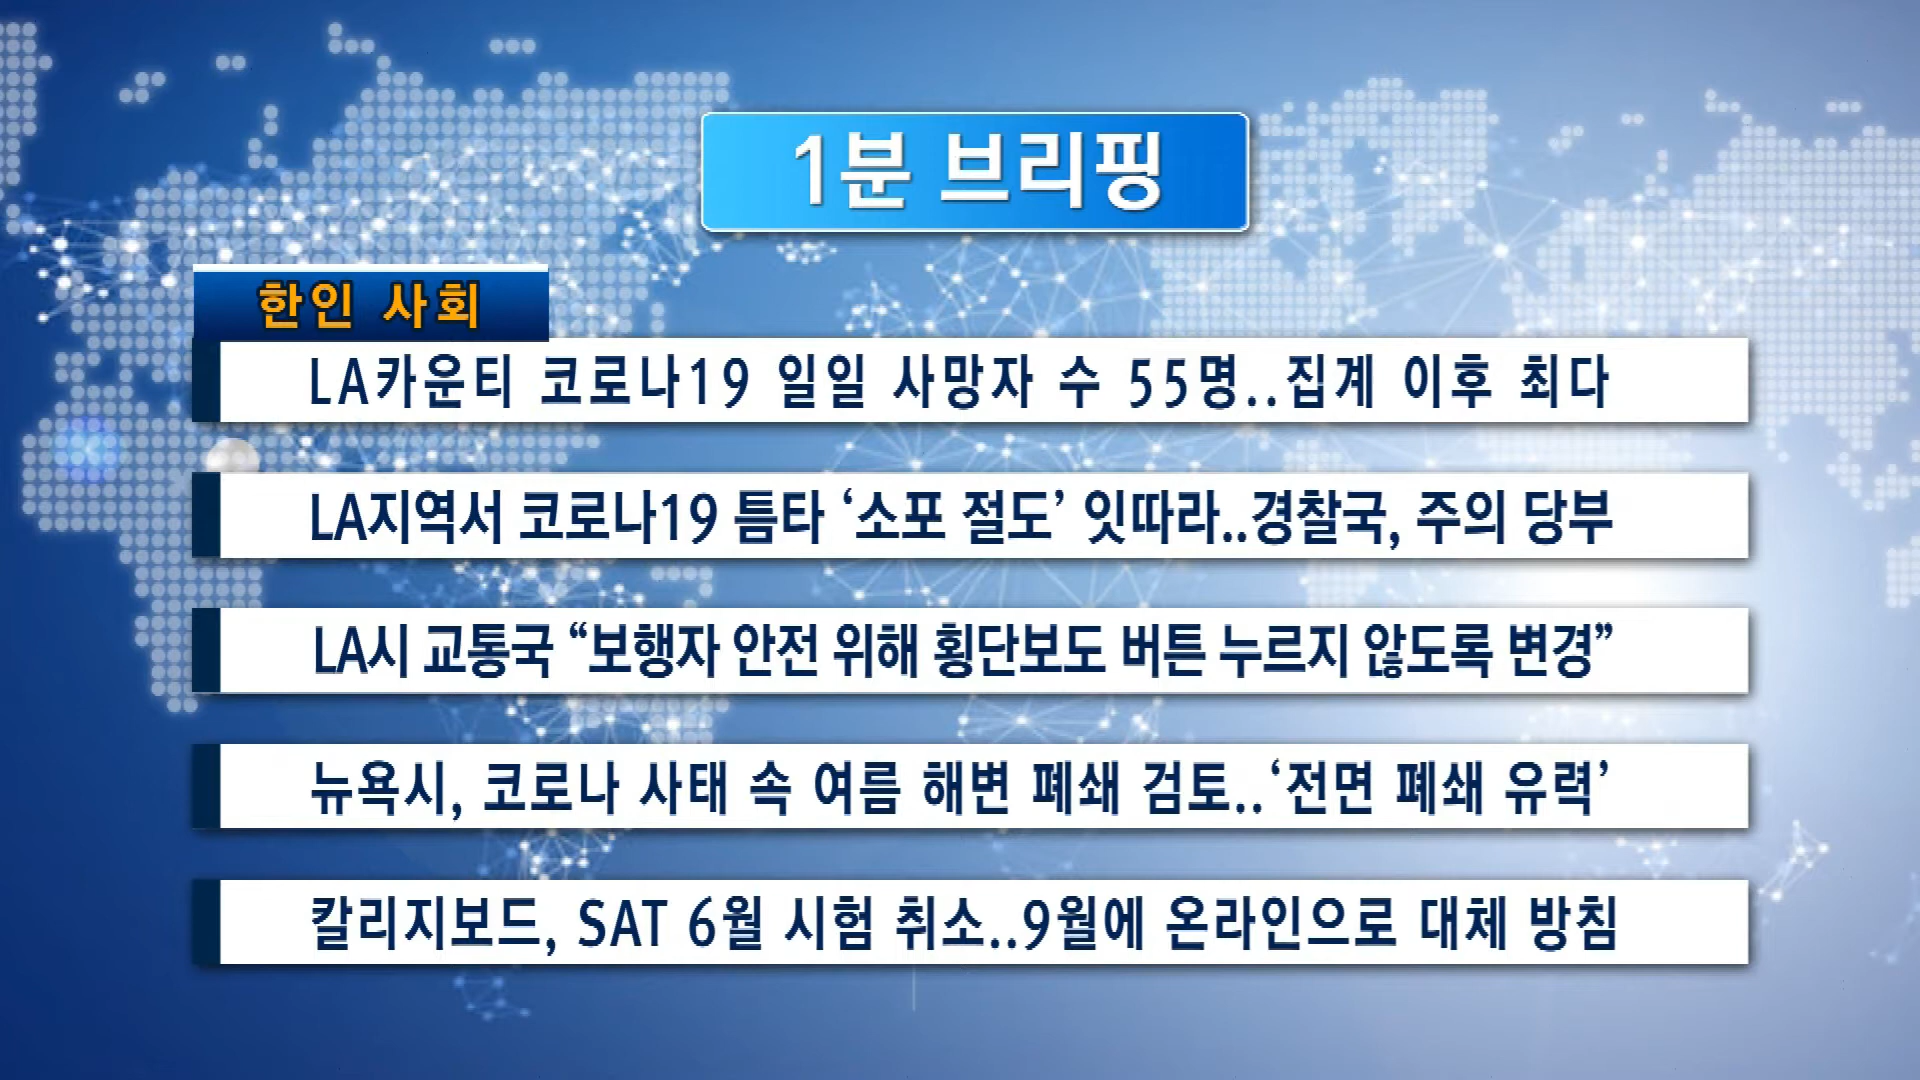 1분 브리핑
한인 사회
LA카운티 코로나19 일일 사망자 수 55명..집계 이후 최다
LA지역서 코로나19 틈타 ‘소포 절도’ 잇따라..경찰국, 주의 당부
LA시 교통국 “보행자 안전 위해 횡단보도 버튼 누르지 않도록 변경”
뉴욕시, 코로나 사태 속 여름 해변 폐쇄 검토..‘전면 폐쇄 유력’
칼리지보드, SAT 6월 시험 취소..9월에 온라인으로 대체 방침